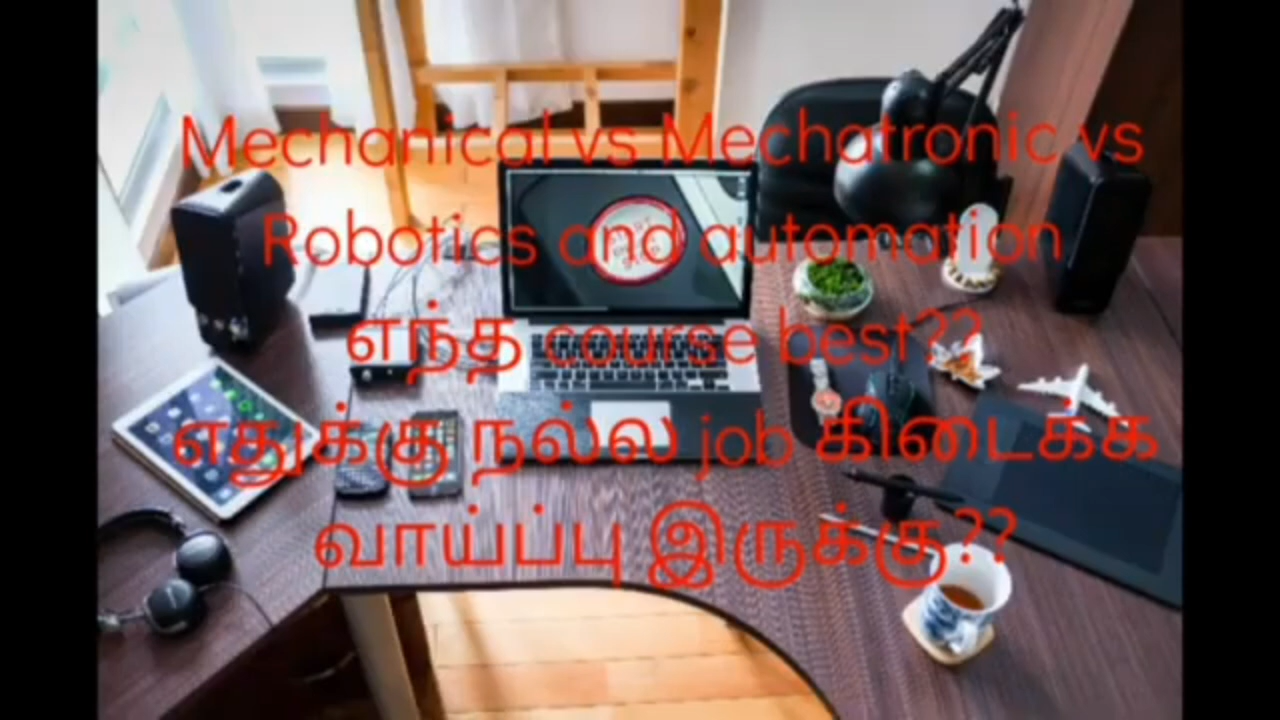 Mechanical vs Mechatronic vs
Robotics and automation
எந்த course best??
எதுக்கு நல்ல job கிடைக்க
வாய்ப்பு இருக்கு??